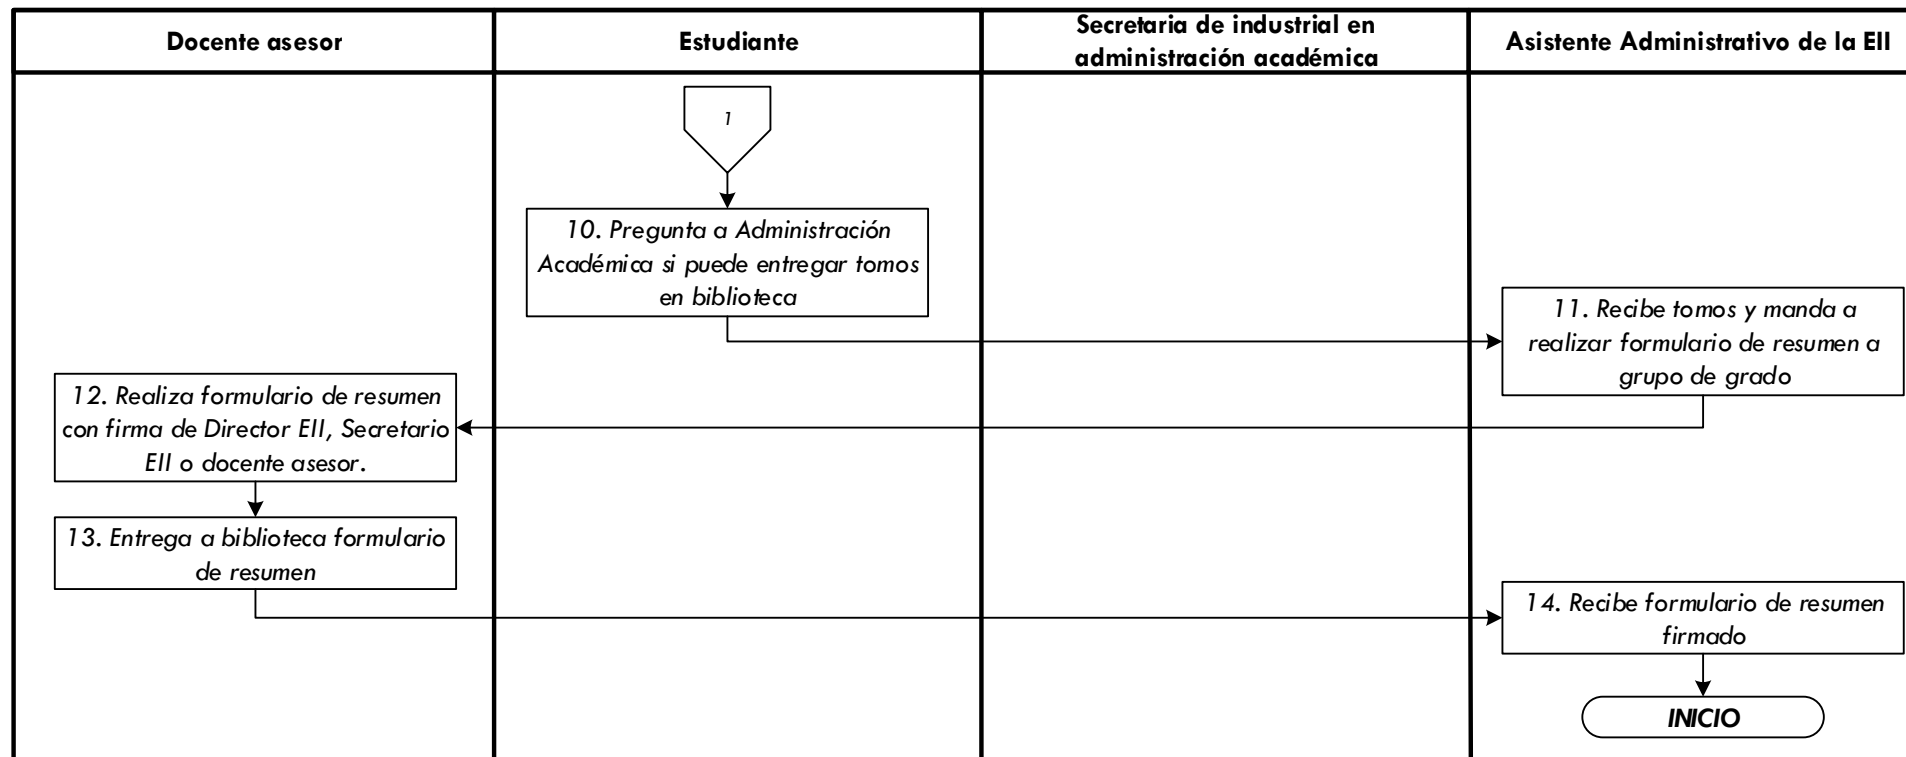 Docente asesor
Estudiante
Secretaria de industrial en
administración académica
Asistente Administrativo de la EII
1
10. Pregunta a Administración
Académica si puede entregar tomos
en biblioteca
11. Recibe tomos y manda a
realizar formulario de resumen a
grupo de grado
12. Realiza formulario de resumen
con firma de Director EII, Secretario
EII o docente asesor.
13. Entrega a biblioteca formulario
de resumen
14. Recibe formulario de resumen
firmado
INICIO